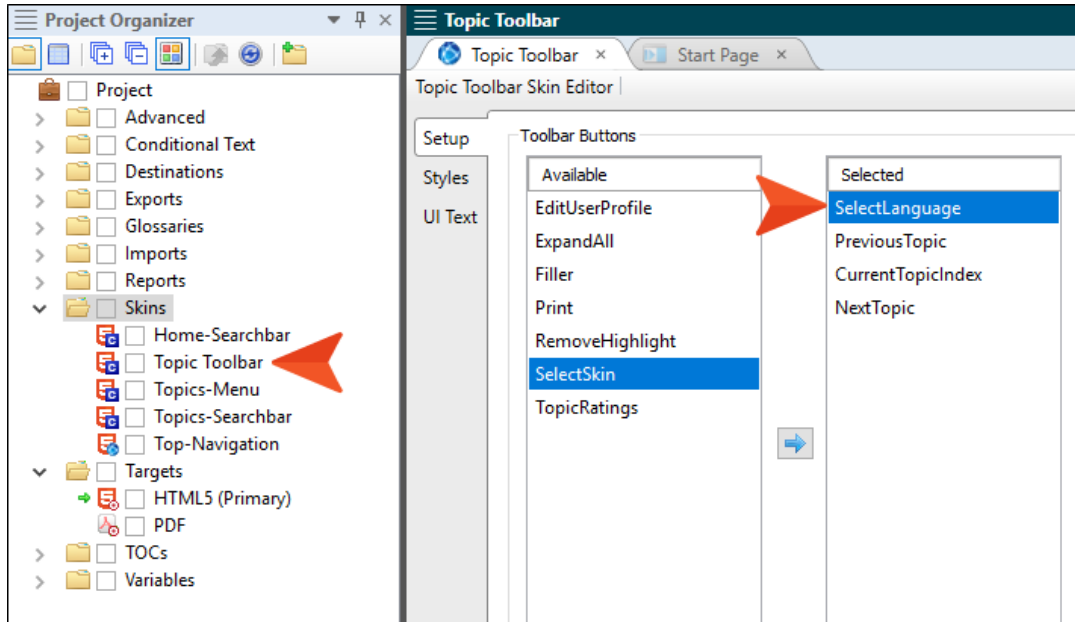 Project Organizer
Project
Advanced
Conditional Text
Destinations
Exports
Glossaries
Imports
Reports
Skins
Home-Searchbar
Topic Toolbar
Topics-Menu
Topics-Searchbar
Top-Navigation
Targets
HTML5 (Primary)
PDF
TOCs
Variables
Topic Toolbar
Topic Toolbar
Start Page
Topic Toolbar Skin Editor
Setup
Styles
UI Text
Toolbar Buttons
Available
EditUserProfile
ExpandAll
Filler
Print
RemoveHighlight
SelectSkin
TopicRatings
Selected
SelectLanguage
PreviousTopic
CurrentTopicIndex
NextTopic